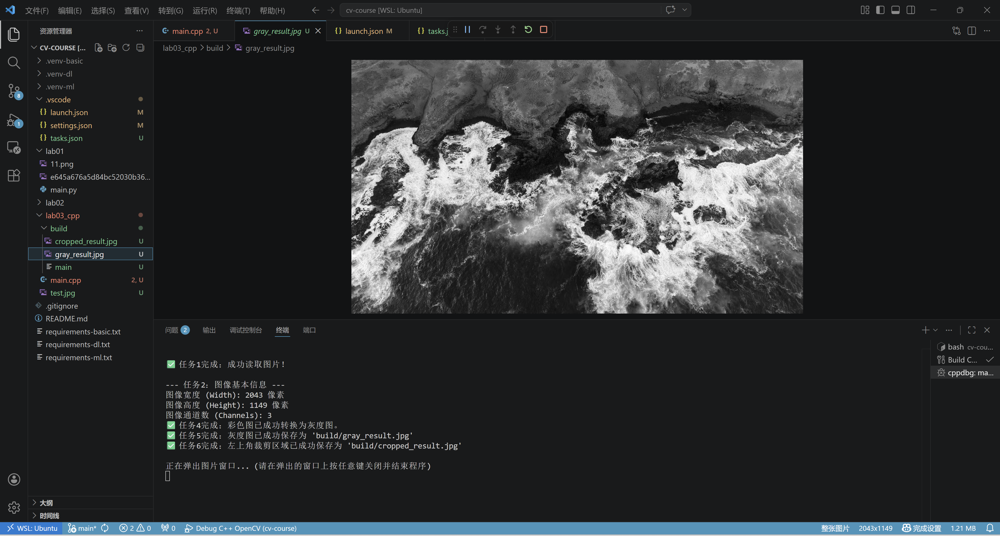 文件(F) 编辑(E) 选择(S) 查看(V) 转到(G) 运行(R) 终端(T) 帮助(H)
cv-course [WSL: Ubuntu]
资源管理器
main.cpp 2, U
gray_result.jpg U
launch.json M
tasks.j
CV-COURSE [...
lab03_cpp > build > gray_result.jpg
.venv-basic
.venv-dl
.venv-ml
.vscode
launch.json M
settings.json M
tasks.json U
lab01
11.png
e645a676a5d84bc52030b36...
main.py
lab02
lab03_cpp
build
cropped_result.jpg U
gray_result.jpg U
main U
main.cpp 2, U
test.jpg U
.gitignore
README.md
requirements-basic.txt
requirements-dl.txt
requirements-ml.txt
大纲
时间线
8
1
问题 2 输出 调试控制台 终端 端口
✅ 任务1完成：成功读取图片！
--- 任务2：图像基本信息 ---
图像宽度 (Width): 2043 像素
图像高度 (Height): 1149 像素
图像通道数 (Channels): 3
✅ 任务4完成：彩色图已成功转换为灰度图。
✅ 任务5完成：灰度图已成功保存为 'build/gray_result.jpg'
✅ 任务6完成：左上角裁剪区域已成功保存为 'build/cropped_result.jpg'
正在弹出图片窗口... (请在弹出的窗口上按任意键关闭并结束程序)
bash cv-cou...
Build C...
cppdbg: ma...
WSL: Ubuntu main* 2 0 0 Debug C++ OpenCV (cv-course) 整张图片 2043x1149 完成设置 1.21 MB